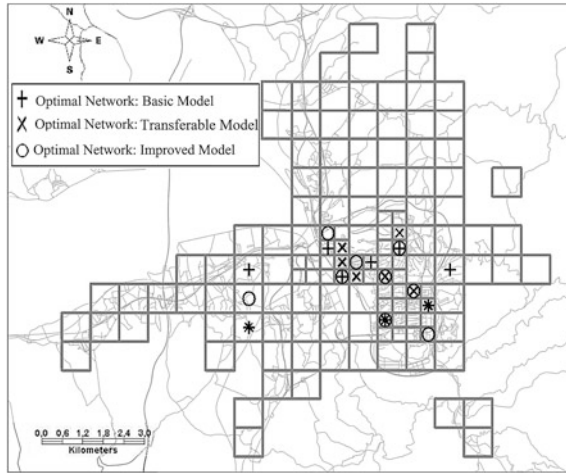 N
W E
S
+ Optimal Network: Basic Model
X Optimal Network: Transferable Model
O Optimal Network: Improved Model
0,0 0,6 1,2 1,8 2,4 3,0
Kilometers